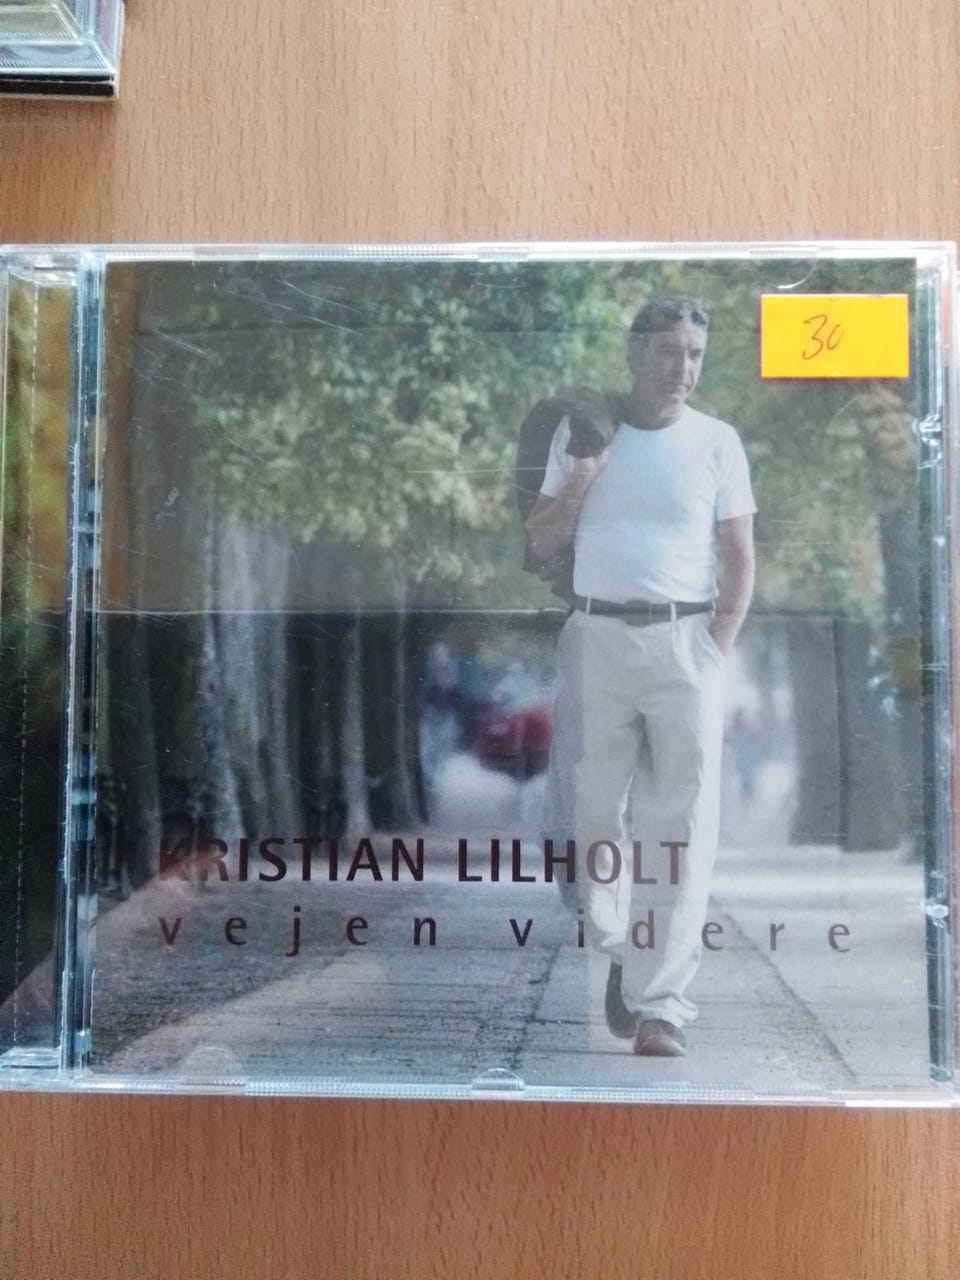 30
KRISTIAN LILHOLT
vejen videre